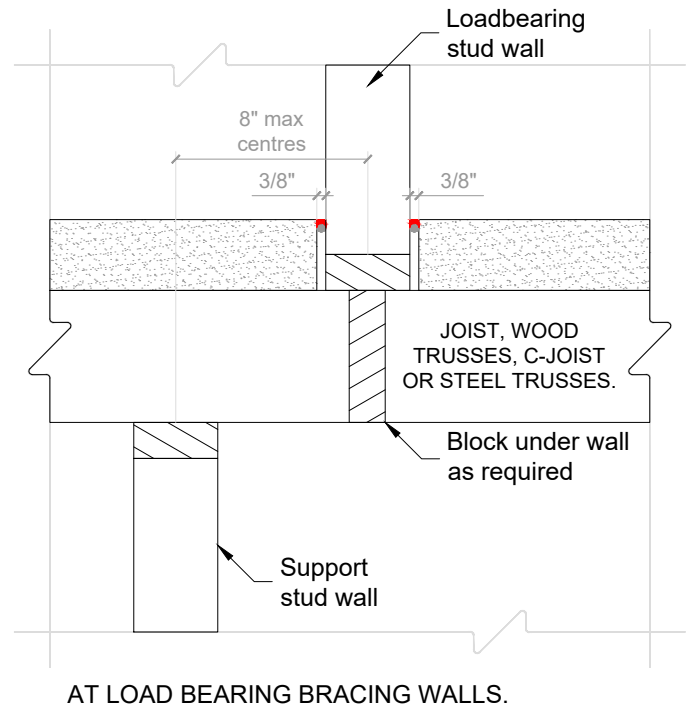 Loadbearing
stud wall
8" max
centres
3/8"
3/8"
JOIST, WOOD
TRUSSES, C-JOIST
OR STEEL TRUSSES.
Block under wall
as required
Support
stud wall
AT LOAD BEARING BRACING WALLS.